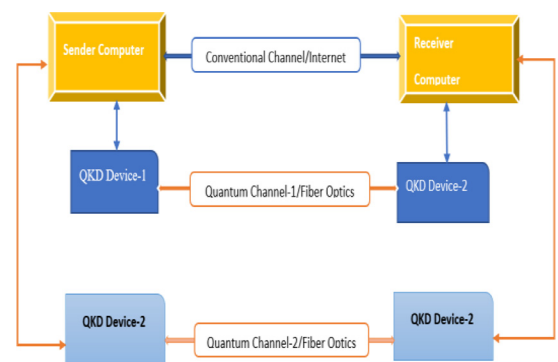 Sender Computer
Conventional Channel/Internet
Receiver
Computer
QKD Device-1
Quantum Channel-1/Fiber Optics
QKD Device-2
QKD Device-2
Quantum Channel-2/Fiber Optics
QKD Device-2